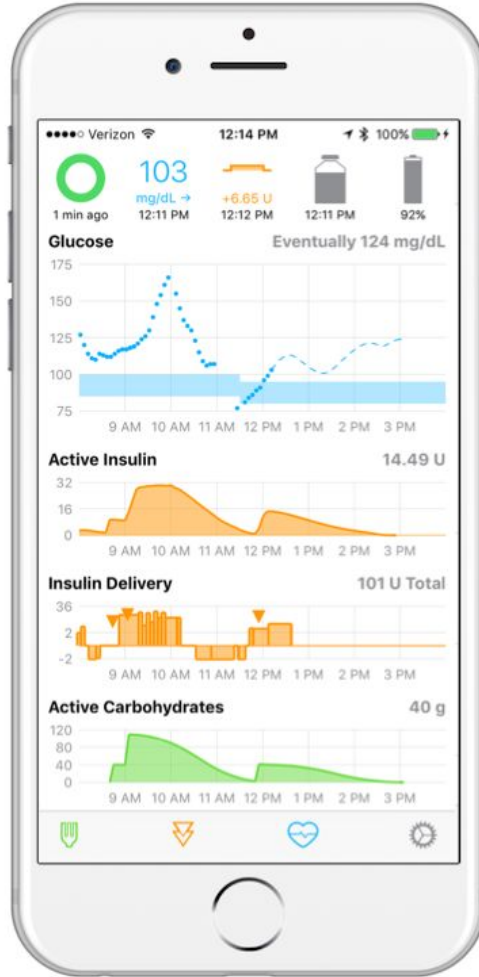 ●●●●○ Verizon 12:14 PM 100%
103
mg/dL → +6.65 U
1 min ago 12:11 PM 12:12 PM 12:11 PM 92%
Glucose Eventually 124 mg/dL
175
150
125
100
75
9 AM 10 AM 11 AM 12 PM 1 PM 2 PM 3 PM
Active Insulin 14.49 U
32
16
0
9 AM 10 AM 11 AM 12 PM 1 PM 2 PM 3 PM
Insulin Delivery 101 U Total
36
2
-2
9 AM 10 AM 11 AM 12 PM 1 PM 2 PM 3 PM
Active Carbohydrates 40 g
120
80
40
0
9 AM 10 AM 11 AM 12 PM 1 PM 2 PM 3 PM